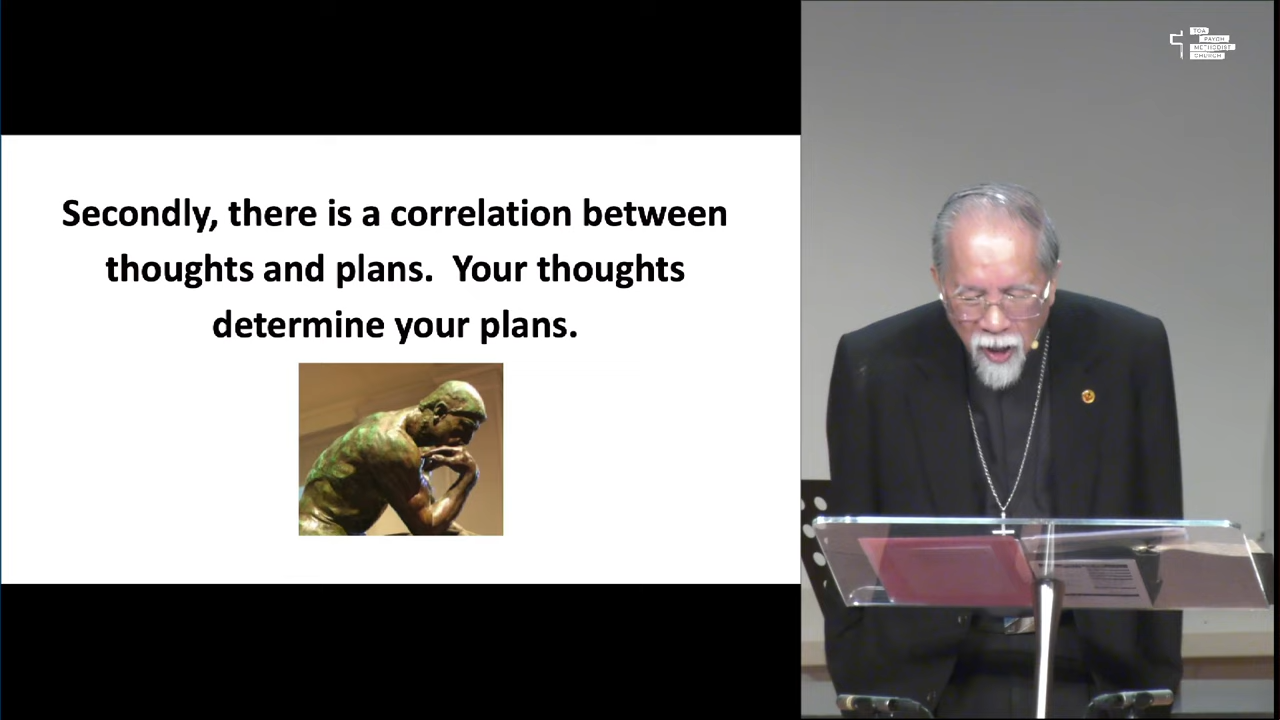 Secondly, there is a correlation between
thoughts and plans.  Your thoughts
determine your plans.
TOA
PAYOH
METHODIST
CHURCH